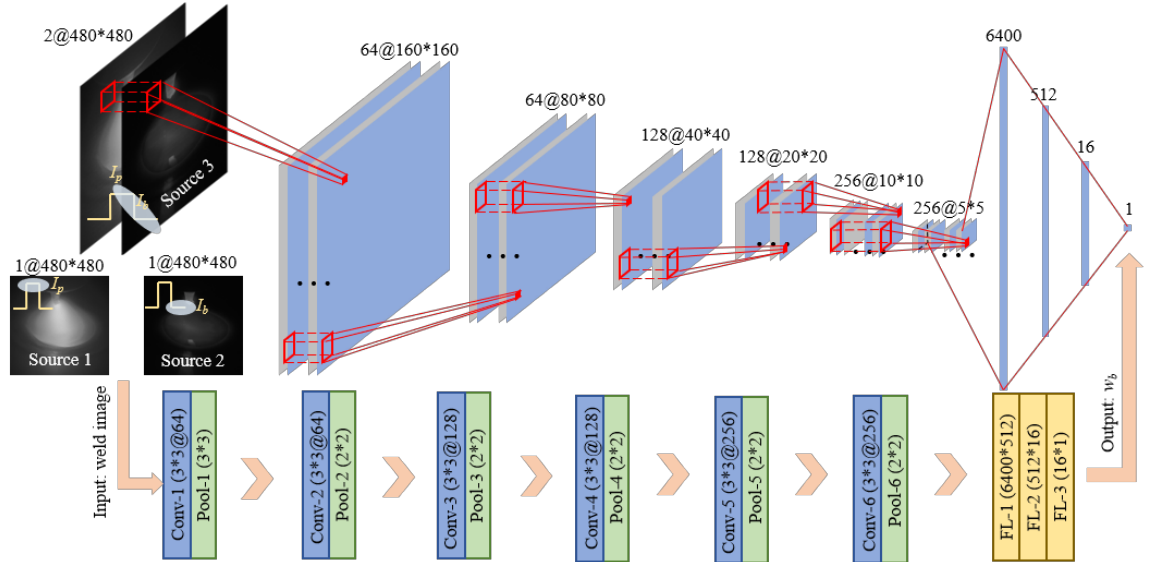 2@480*480
64@160*160
64@80*80
128@40*40
128@20*20
256@10*10
256@5*5
6400
512
16
1
I_p
I_b
Source 3
1@480*480
I_p
Source 1
1@480*480
I_b
Source 2
Input: weld image
Conv-1 (3*3@64)
Pool-1 (3*3)
Conv-2 (3*3@64)
Pool-2 (2*2)
Conv-3 (3*3@128)
Pool-3 (2*2)
Conv-4 (3*3@128)
Pool-4 (2*2)
Conv-5 (3*3@256)
Pool-5 (2*2)
Conv-6 (3*3@256)
Pool-6 (2*2)
FL-1 (6400*512)
FL-2 (512*16)
FL-3 (16*1)
Output: w_b